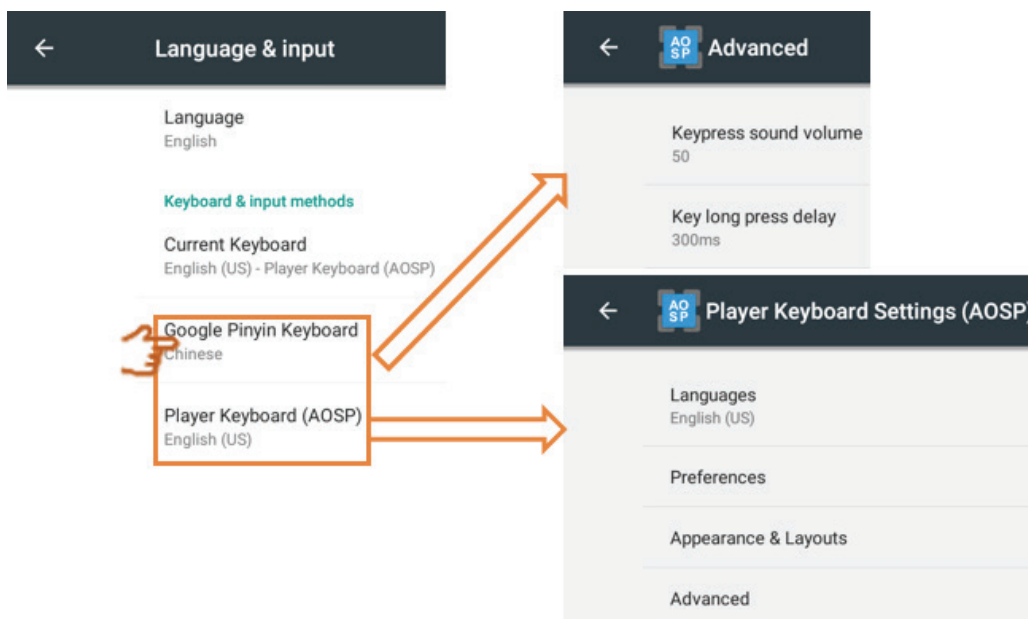 Language & input
Language
English
Keyboard & input methods
Current Keyboard
English (US) - Player Keyboard (AOSP)
Google Pinyin Keyboard
Chinese
Player Keyboard (AOSP)
English (US)
AO
SP
Advanced
Keypress sound volume
50
Key long press delay
300ms
AO
SP
Player Keyboard Settings (AOSP)
Languages
English (US)
Preferences
Appearance & Layouts
Advanced